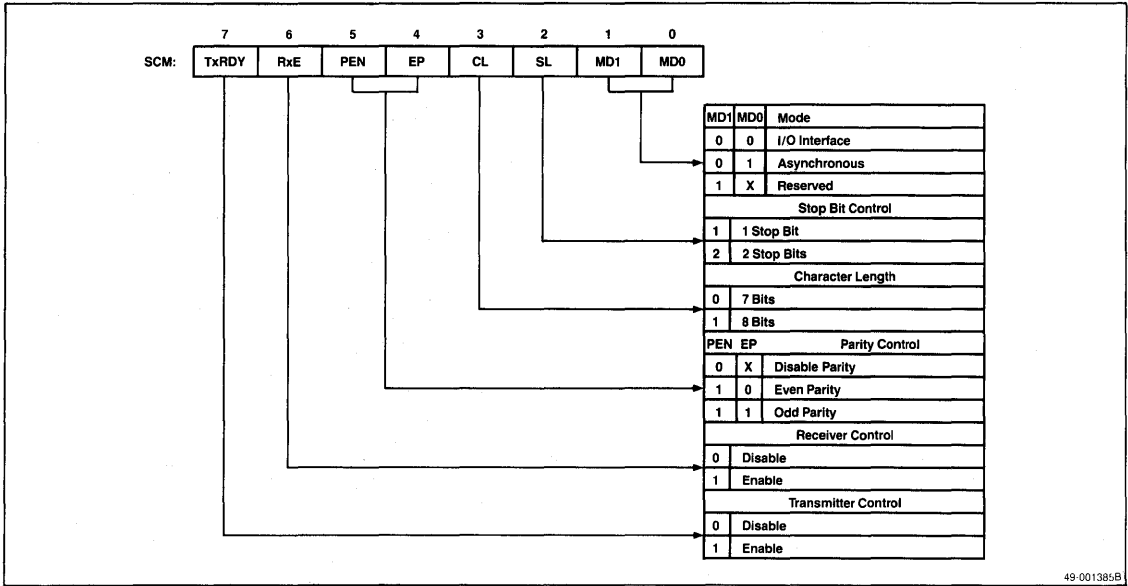 7 6 5 4 3 2 1 0
SCM: TxRDY RxE PEN EP CL SL MD1 MD0
MD1 MD0 Mode
0 0 I/O Interface
0 1 Asynchronous
1 X Reserved
Stop Bit Control
1 1 Stop Bit
2 2 Stop Bits
Character Length
0 7 Bits
1 8 Bits
PEN EP Parity Control
0 X Disable Parity
1 0 Even Parity
1 1 Odd Parity
Receiver Control
0 Disable
1 Enable
Transmitter Control
0 Disable
1 Enable
49-001385B